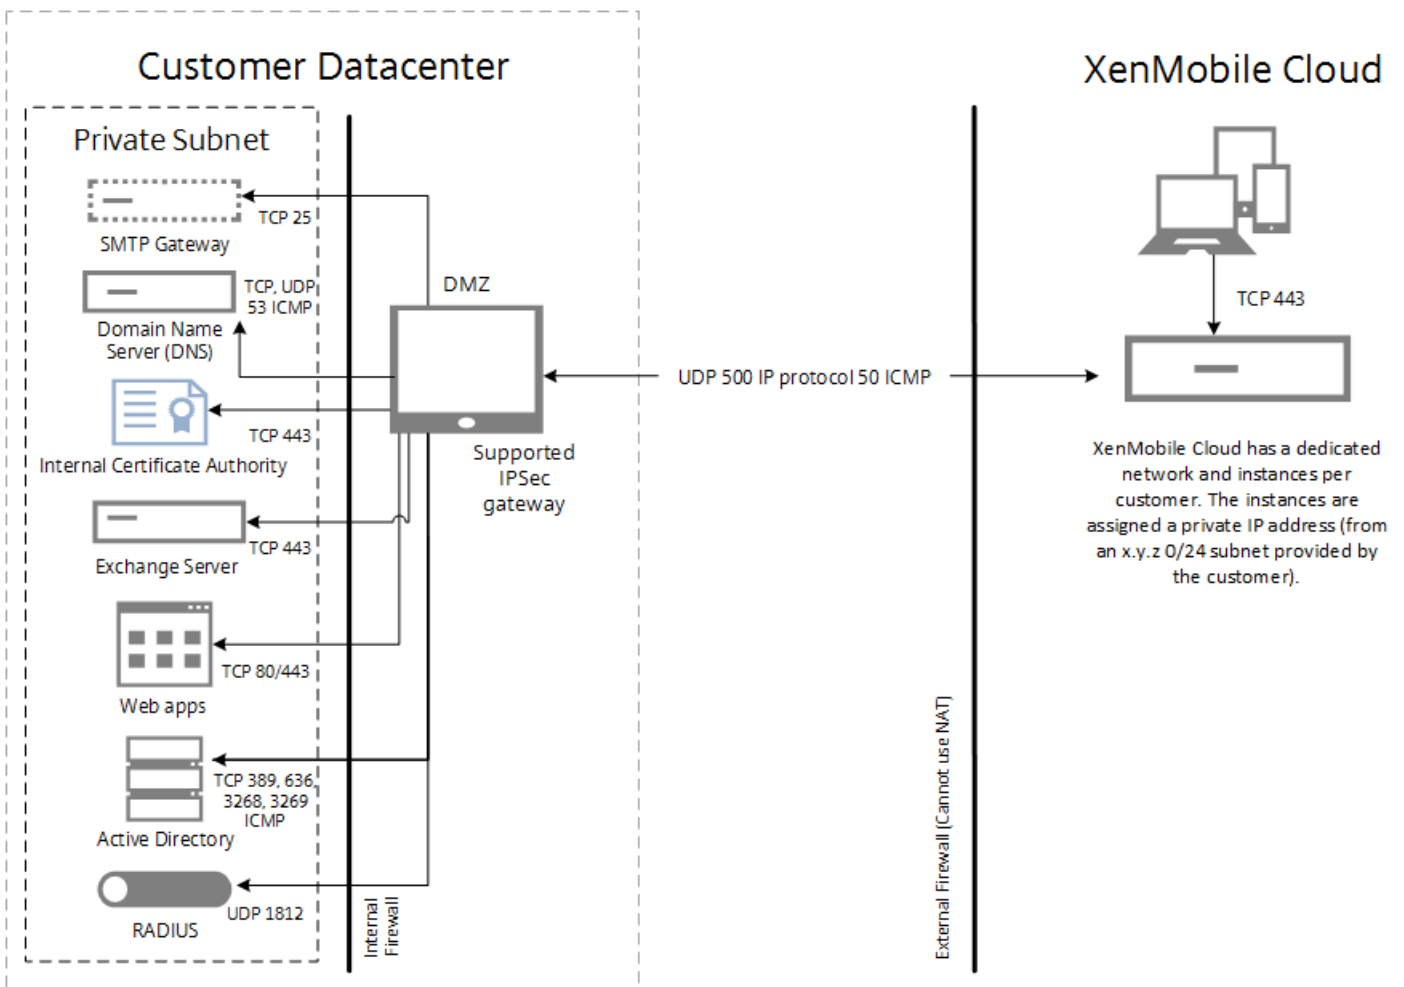 Customer Datacenter
XenMobile Cloud
Private Subnet
TCP 25
SMTP Gateway
TCP, UDP
53 ICMP
Domain Name
Server (DNS)
DMZ
TCP 443
Internal Certificate Authority
Supported
IPSec
gateway
TCP 443
Exchange Server
TCP 80/443
Web apps
TCP 389, 636,
3268, 3269
ICMP
Active Directory
UDP 1812
RADIUS
Internal
Firewall
UDP 500 IP protocol 50 ICMP
External Firewall (Cannot use NAT)
TCP 443
XenMobile Cloud has a dedicated
network and instances per
customer. The instances are
assigned a private IP address (from
an x.y.z 0/24 subnet provided by
the customer).